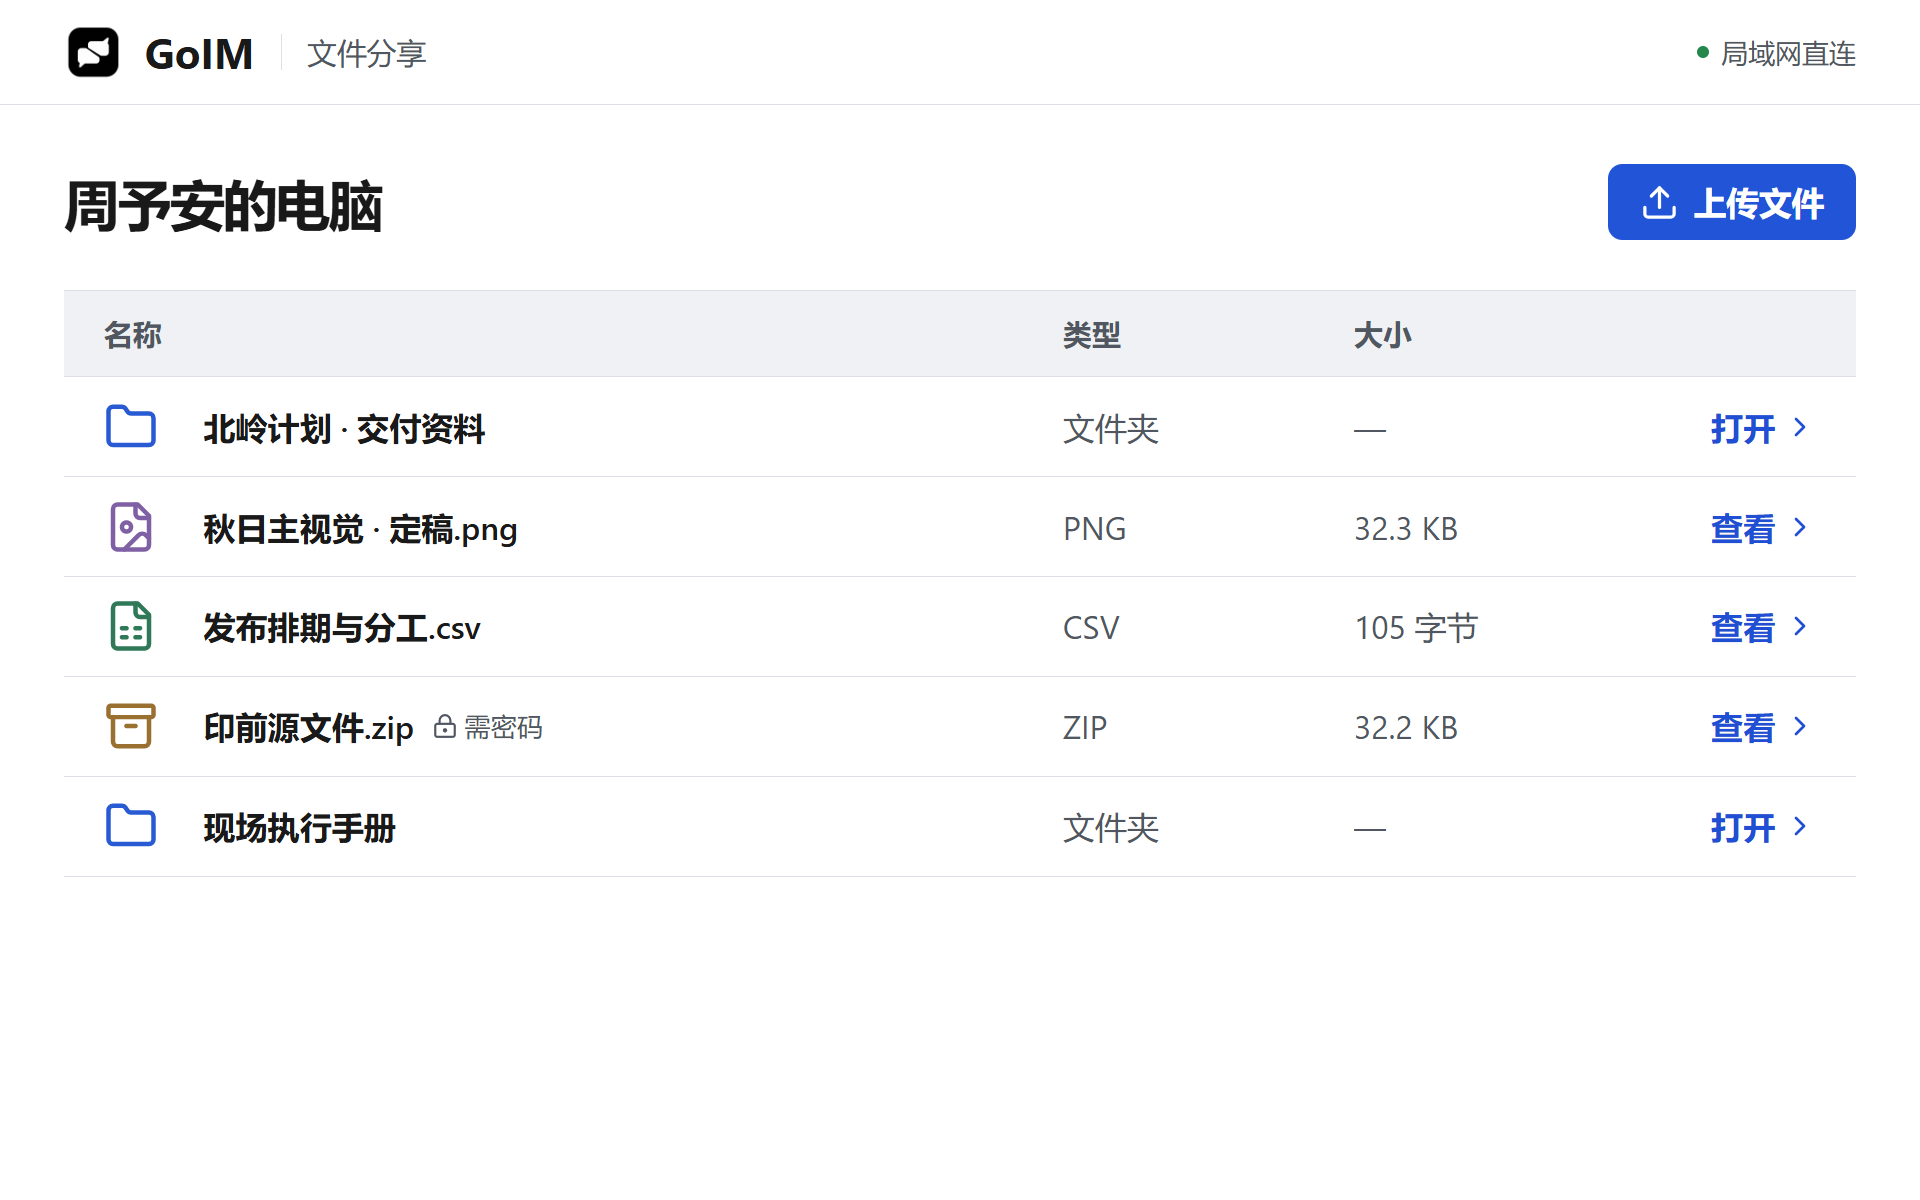 GoIM 文件分享 局域网直连
周予安的电脑 上传文件
名称 类型 大小
北岭计划 · 交付资料 文件夹 — 打开
秋日主视觉 · 定稿.png PNG 32.3 KB 查看
发布排期与分工.csv CSV 105 字节 查看
印前源文件.zip 需密码 ZIP 32.2 KB 查看
现场执行手册 文件夹 — 打开